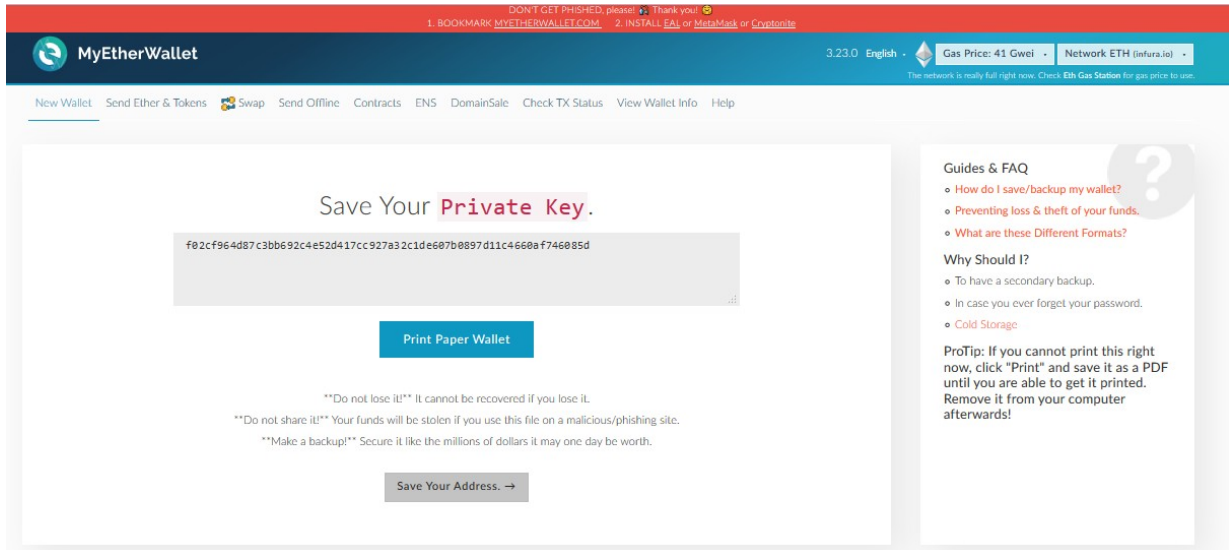 DON'T GET PHISHED, please! 🎣 Thank you! 😊
1. BOOKMARK MYETHERWALLET.COM 2. INSTALL EAL or MetaMask or Cryptonite
MyEtherWallet
3.23.0 English
Gas Price: 41 Gwei
Network ETH (infura.io)
The network is really full right now. Check Eth Gas Station for gas price to use.
New Wallet Send Ether & Tokens Swap Send Offline Contracts ENS DomainSale Check TX Status View Wallet Info Help
Save Your Private Key.
f02cf964d87c3bb692c4e52d417cc927a32c1de607b0897d11c4660af746085d
Print Paper Wallet
**Do not lose it!** It cannot be recovered if you lose it.
**Do not share it!** Your funds will be stolen if you use this file on a malicious/phishing site.
**Make a backup!** Secure it like the millions of dollars it may one day be worth.
Save Your Address. →
?
Guides & FAQ
How do I save/backup my wallet?
Preventing loss & theft of your funds.
What are these Different Formats?
Why Should I?
To have a secondary backup.
In case you ever forget your password.
Cold Storage
ProTip: If you cannot print this right
now, click "Print" and save it as a PDF
until you are able to get it printed.
Remove it from your computer
afterwards!